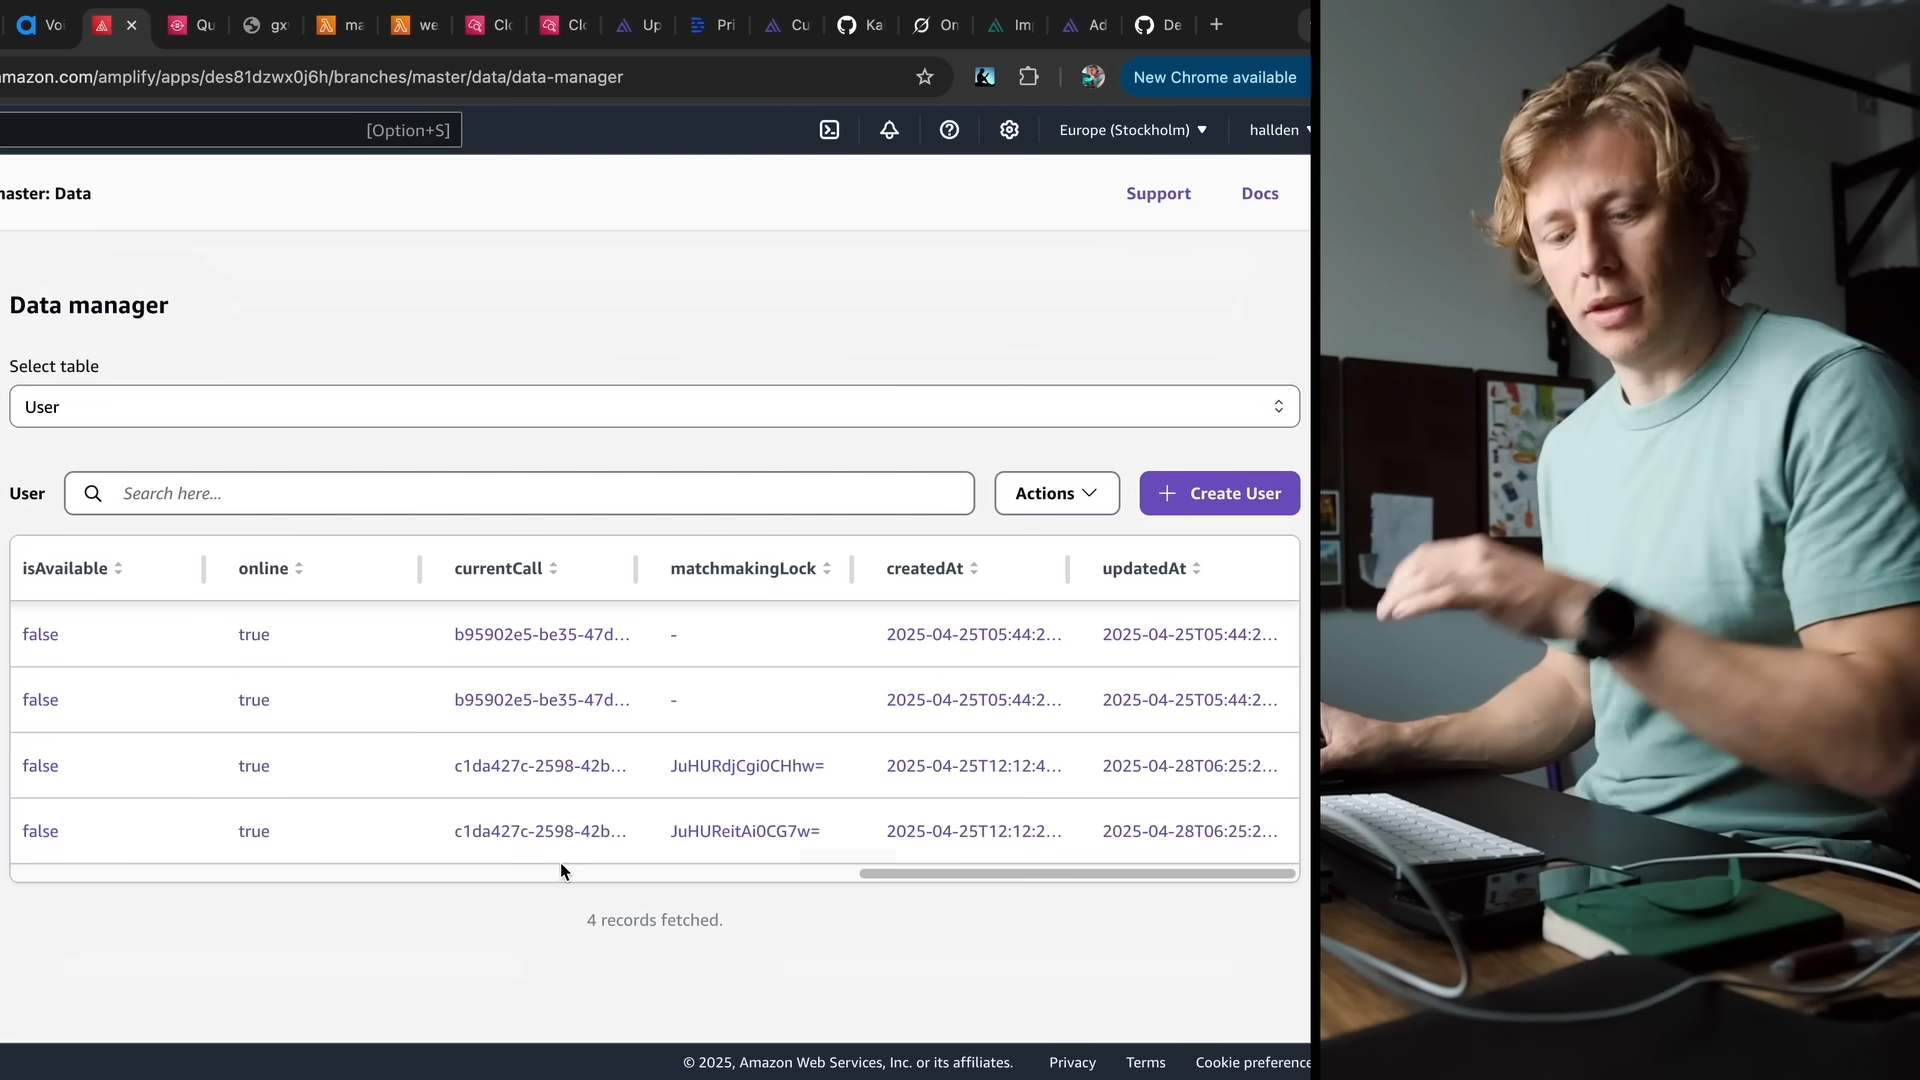 Vo
Qu
gx
ma
we
Clo
Clo
Up
Pri
Cu
Ka
On
Im
Ad
De
mazon.com/amplify/apps/des81dzwx0j6h/branches/master/data/data-manager
New Chrome available
[Option+S]
Europe (Stockholm)
hallden
master: Data
Support
Docs
Data manager
Select table
User
User
Search here...
Actions
Create User
isAvailable online currentCall matchmakingLock createdAt updatedAt
false true b95902e5-be35-47d... - 2025-04-25T05:44:2... 2025-04-25T05:44:2...
false true b95902e5-be35-47d... - 2025-04-25T05:44:2... 2025-04-25T05:44:2...
false true c1da427c-2598-42b... JuHURdjCgi0CHhw= 2025-04-25T12:12:4... 2025-04-28T06:25:2...
false true c1da427c-2598-42b... JuHUReitAi0CG7w= 2025-04-25T12:12:2... 2025-04-28T06:25:2...
4 records fetched.
© 2025, Amazon Web Services, Inc. or its affiliates.
Privacy
Terms
Cookie preference